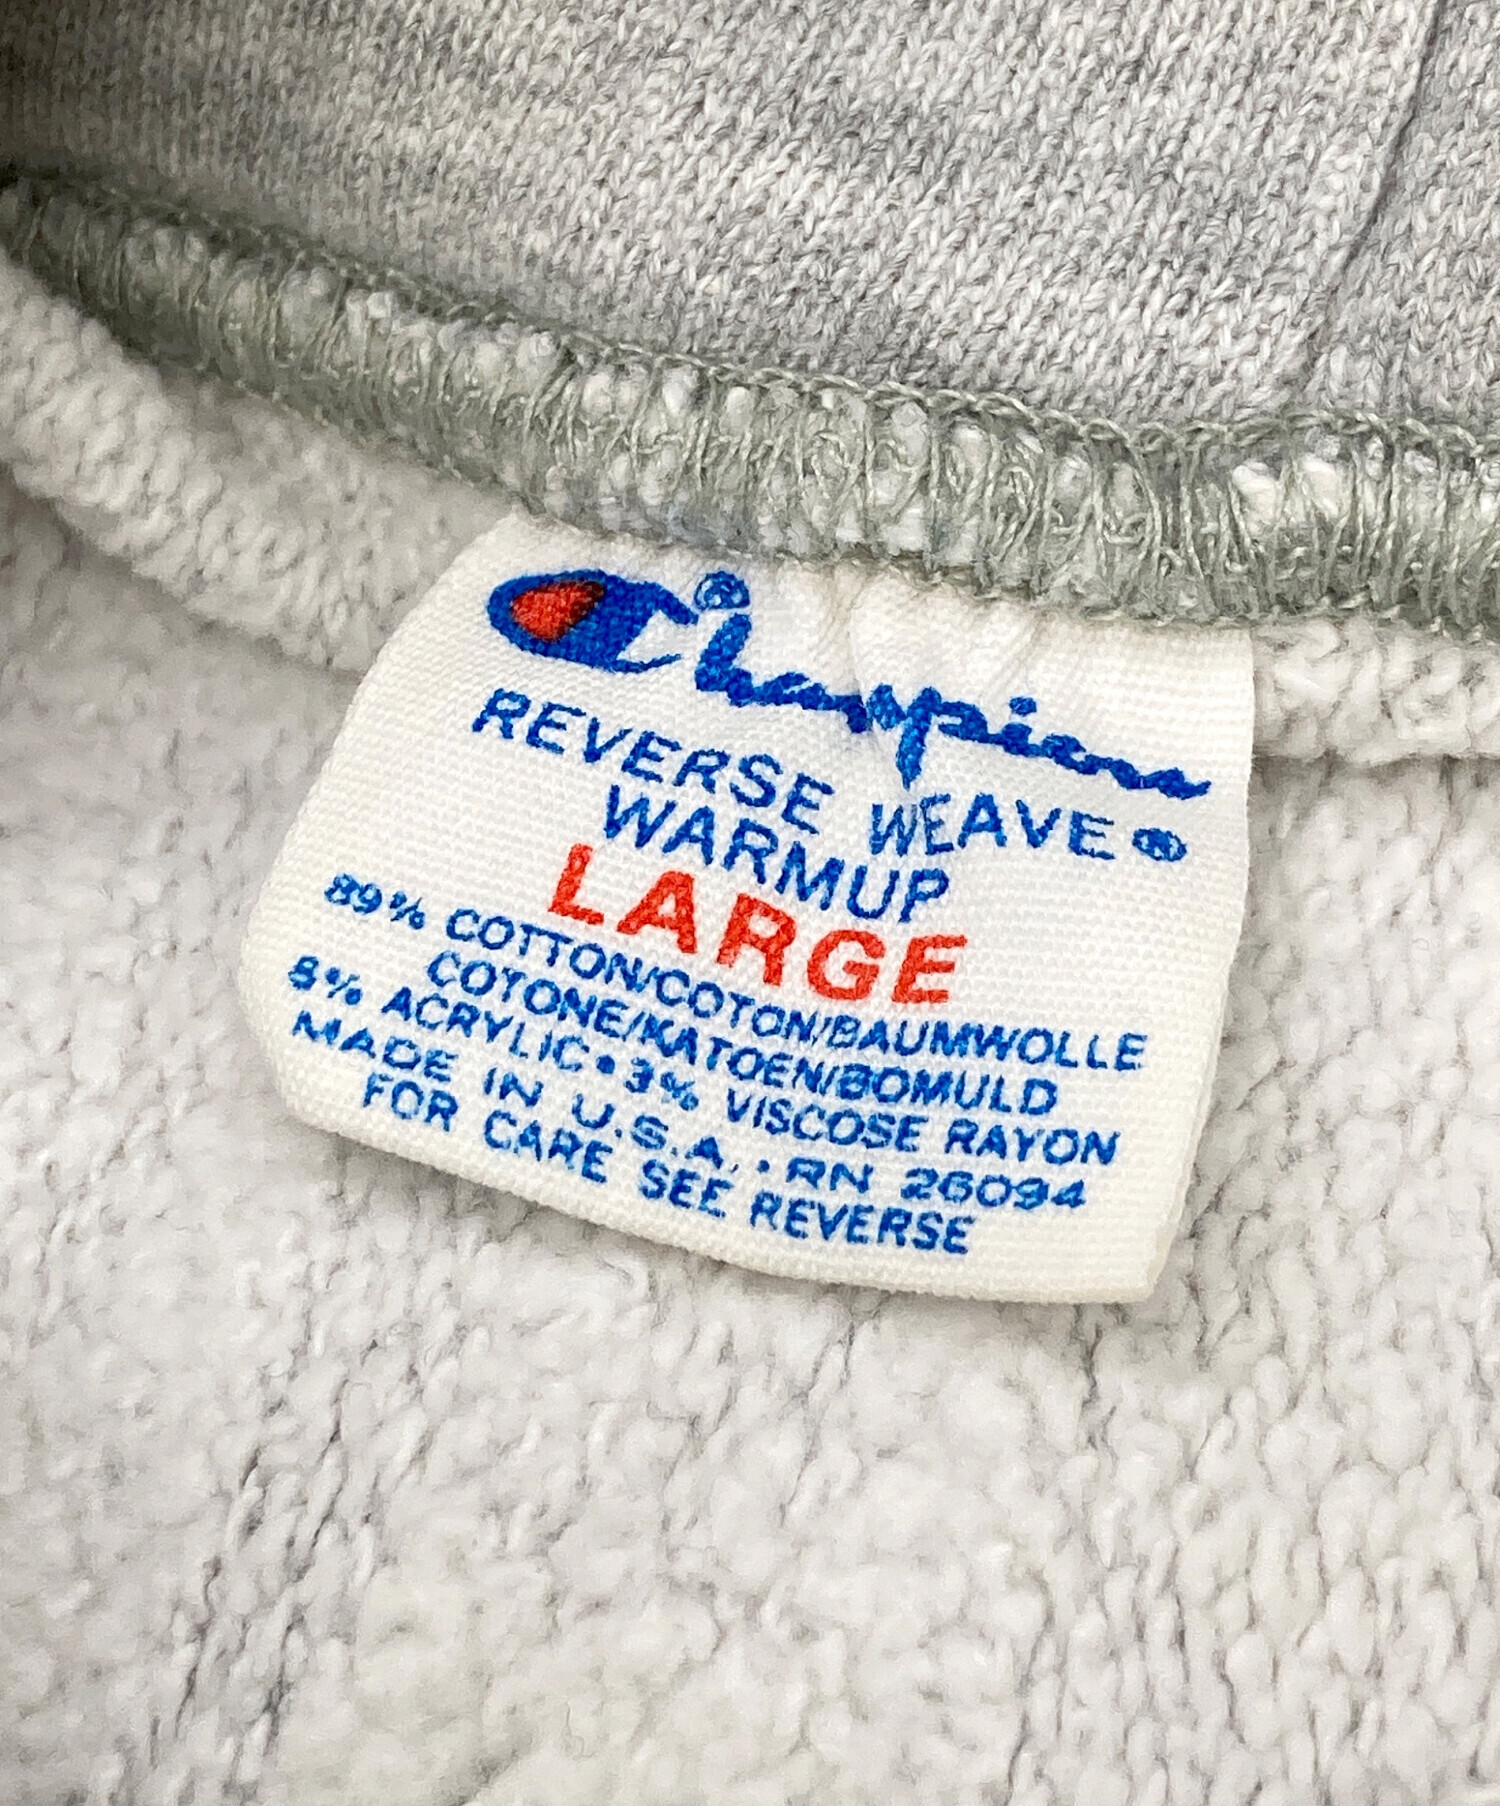 Champion®
REVERSE WEAVE®
WARMUP
LARGE
89% COTTON/COTON/BAUMWOLLE
COTONE/KATOEN/BOMULD
8% ACRYLIC•3% VISCOSE RAYON
MADE IN U.S.A. • RN 26094
FOR CARE SEE REVERSE